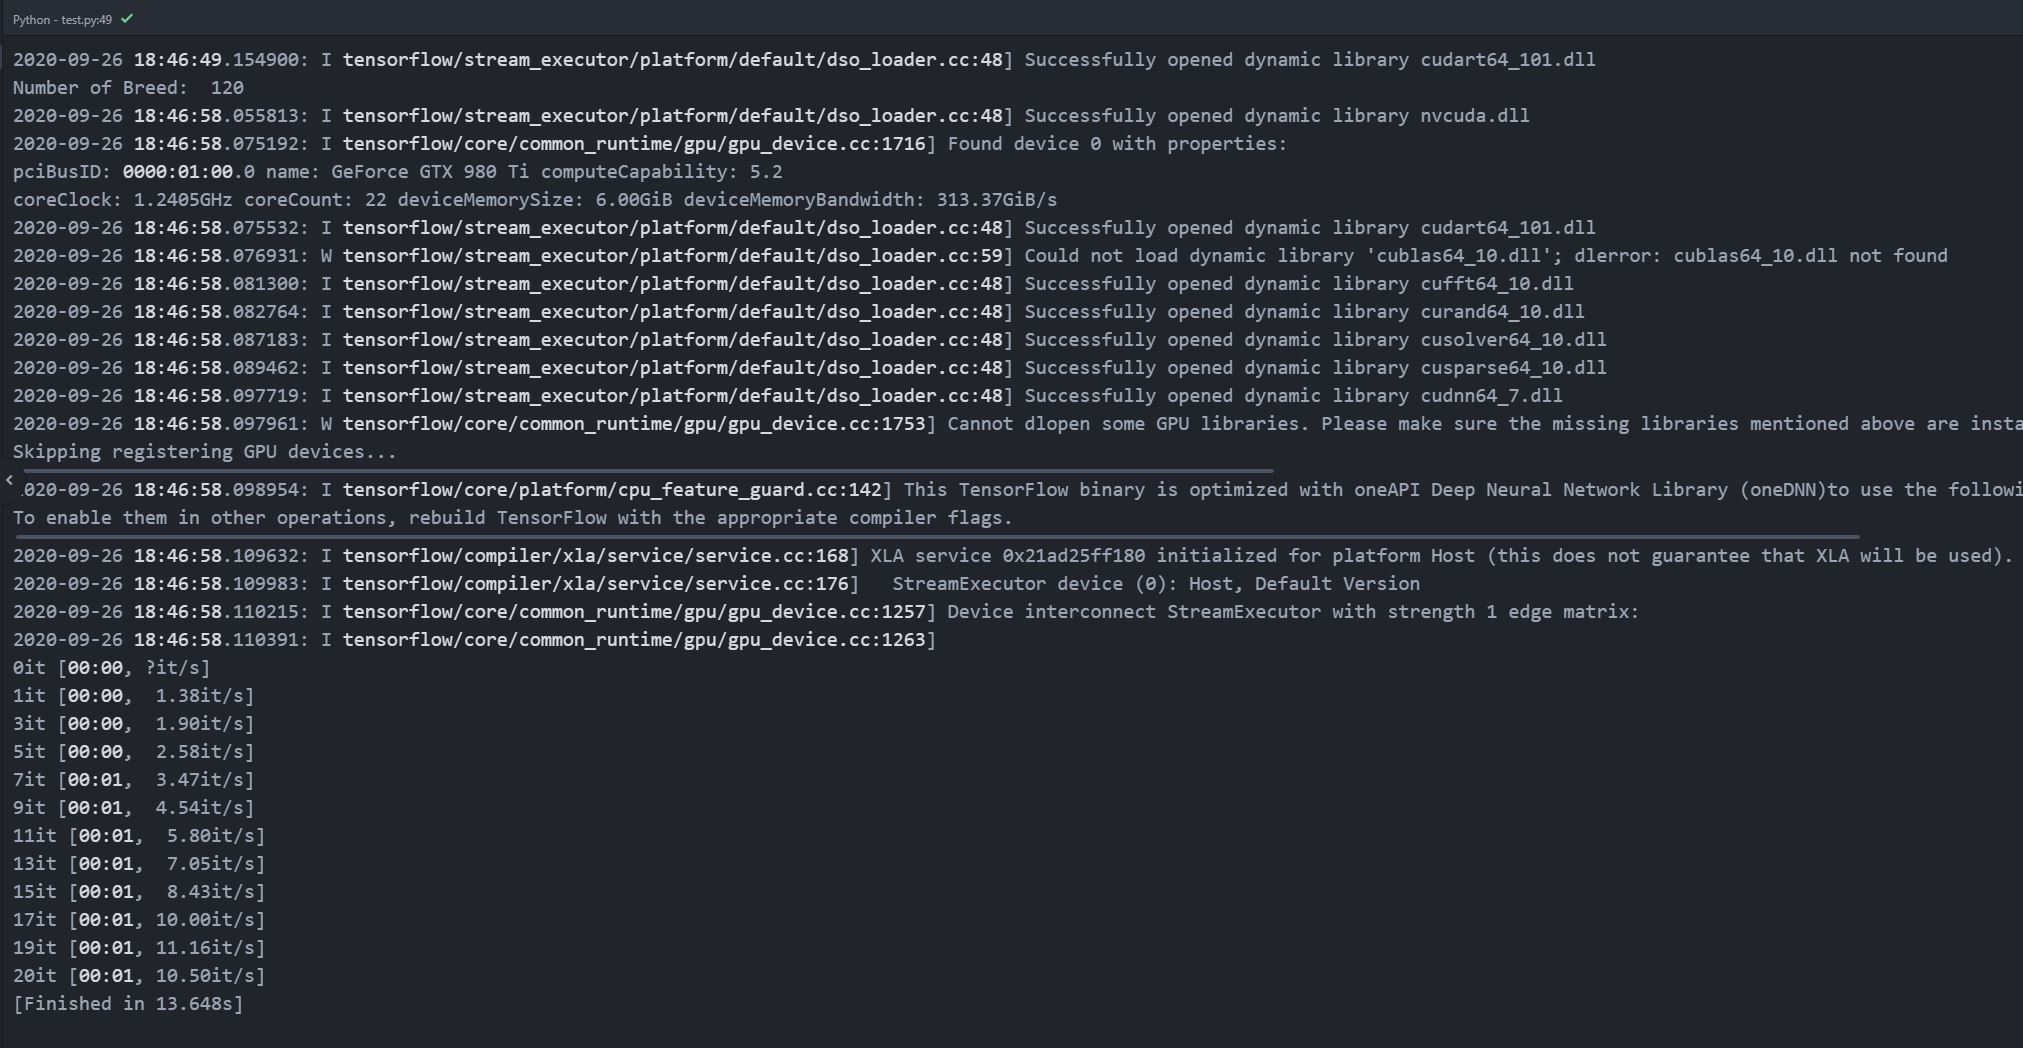 Python - test.py:49
2020-09-26 18:46:49.154900: I tensorflow/stream_executor/platform/default/dso_loader.cc:48] Successfully opened dynamic library cudart64_101.dll
Number of Breed:  120
2020-09-26 18:46:58.055813: I tensorflow/stream_executor/platform/default/dso_loader.cc:48] Successfully opened dynamic library nvcuda.dll
2020-09-26 18:46:58.075192: I tensorflow/core/common_runtime/gpu/gpu_device.cc:1716] Found device 0 with properties:
pciBusID: 0000:01:00.0 name: GeForce GTX 980 Ti computeCapability: 5.2
coreClock: 1.2405GHz coreCount: 22 deviceMemorySize: 6.00GiB deviceMemoryBandwidth: 313.37GiB/s
2020-09-26 18:46:58.075532: I tensorflow/stream_executor/platform/default/dso_loader.cc:48] Successfully opened dynamic library cudart64_101.dll
2020-09-26 18:46:58.076931: W tensorflow/stream_executor/platform/default/dso_loader.cc:59] Could not load dynamic library 'cublas64_10.dll'; dlerror: cublas64_10.dll not found
2020-09-26 18:46:58.081300: I tensorflow/stream_executor/platform/default/dso_loader.cc:48] Successfully opened dynamic library cufft64_10.dll
2020-09-26 18:46:58.082764: I tensorflow/stream_executor/platform/default/dso_loader.cc:48] Successfully opened dynamic library curand64_10.dll
2020-09-26 18:46:58.087183: I tensorflow/stream_executor/platform/default/dso_loader.cc:48] Successfully opened dynamic library cusolver64_10.dll
2020-09-26 18:46:58.089462: I tensorflow/stream_executor/platform/default/dso_loader.cc:48] Successfully opened dynamic library cusparse64_10.dll
2020-09-26 18:46:58.097719: I tensorflow/stream_executor/platform/default/dso_loader.cc:48] Successfully opened dynamic library cudnn64_7.dll
2020-09-26 18:46:58.097961: W tensorflow/core/common_runtime/gpu/gpu_device.cc:1753] Cannot dlopen some GPU libraries. Please make sure the missing libraries mentioned above are insta
Skipping registering GPU devices...
2020-09-26 18:46:58.098954: I tensorflow/core/platform/cpu_feature_guard.cc:142] This TensorFlow binary is optimized with oneAPI Deep Neural Network Library (oneDNN)to use the followi
To enable them in other operations, rebuild TensorFlow with the appropriate compiler flags.
2020-09-26 18:46:58.109632: I tensorflow/compiler/xla/service/service.cc:168] XLA service 0x21ad25ff180 initialized for platform Host (this does not guarantee that XLA will be used).
2020-09-26 18:46:58.109983: I tensorflow/compiler/xla/service/service.cc:176]   StreamExecutor device (0): Host, Default Version
2020-09-26 18:46:58.110215: I tensorflow/core/common_runtime/gpu/gpu_device.cc:1257] Device interconnect StreamExecutor with strength 1 edge matrix:
2020-09-26 18:46:58.110391: I tensorflow/core/common_runtime/gpu/gpu_device.cc:1263]
0it [00:00, ?it/s]
1it [00:00,  1.38it/s]
3it [00:00,  1.90it/s]
5it [00:00,  2.58it/s]
7it [00:01,  3.47it/s]
9it [00:01,  4.54it/s]
11it [00:01,  5.80it/s]
13it [00:01,  7.05it/s]
15it [00:01,  8.43it/s]
17it [00:01, 10.00it/s]
19it [00:01, 11.16it/s]
20it [00:01, 10.50it/s]
[Finished in 13.648s]